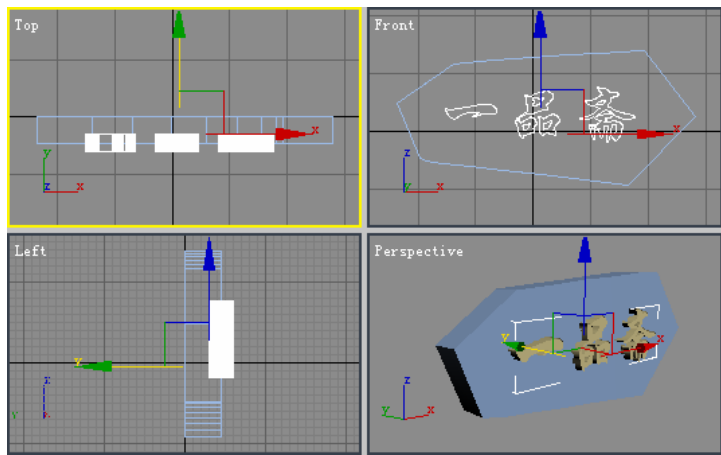 Top
x
y
z x
Front
一品斋
x
z
y x
Left
y
z
y x
Perspective
y x
z
y x